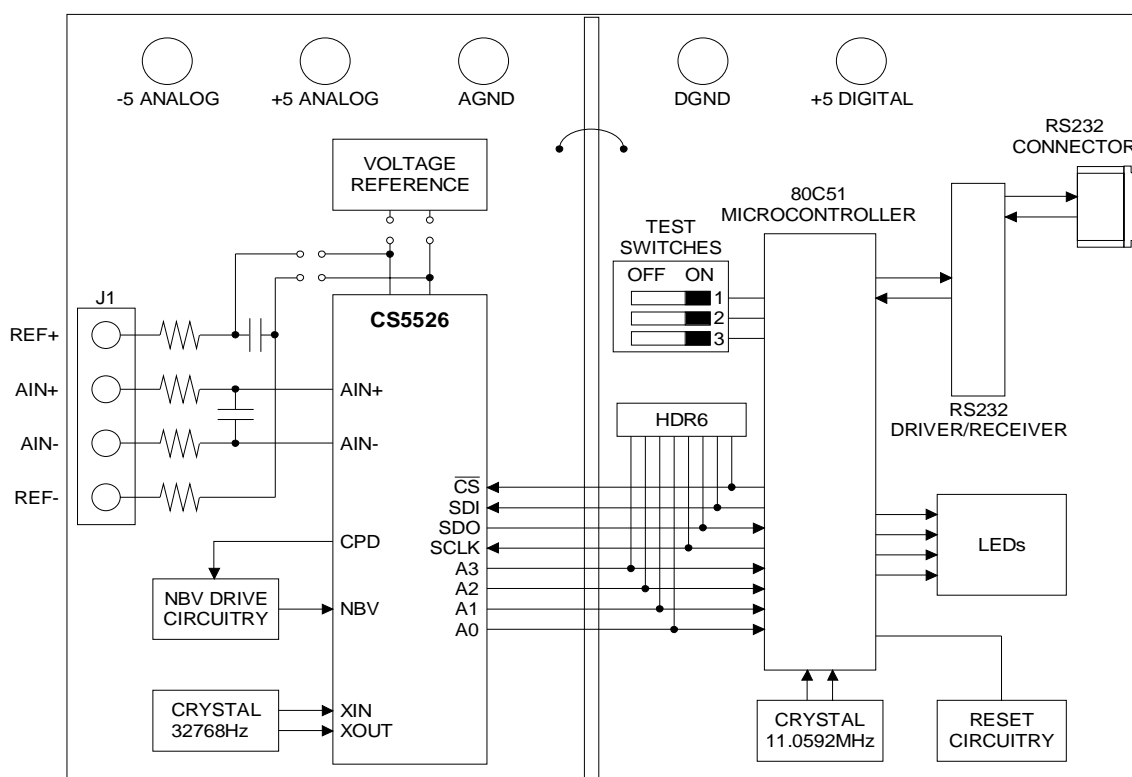 -5 ANALOG
+5 ANALOG
AGND
DGND
+5 DIGITAL
RS232
CONNECTOR
VOLTAGE
REFERENCE
80C51
MICROCONTROLLER
TEST
SWITCHES
OFF ON
1
2
3
J1
CS5526
REF+
AIN+
AIN-
REF-
AIN+
AIN-
HDR6
RS232
DRIVER/RECEIVER
CS
SDI
SDO
SCLK
A3
A2
A1
A0
CPD
NBV DRIVE
CIRCUITRY
NBV
LEDs
CRYSTAL
32768Hz
XIN
XOUT
CRYSTAL
11.0592MHz
RESET
CIRCUITRY